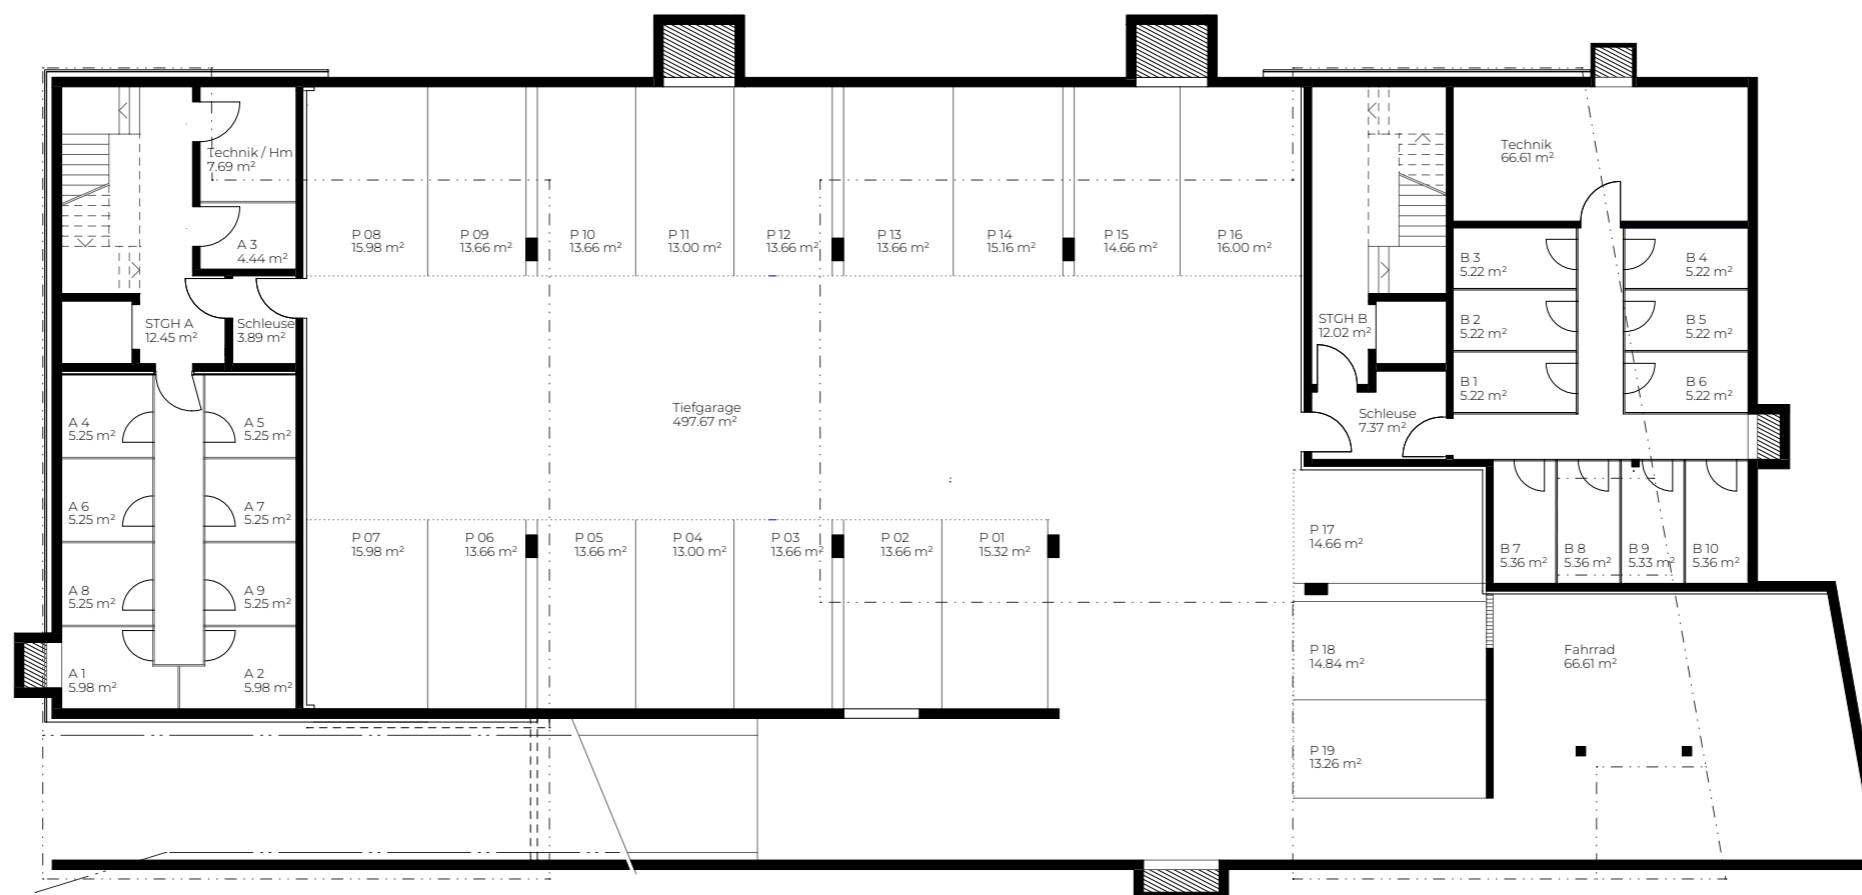 Technik / Hm
7.69 m²
A 3
4.44 m²
P 08
15.98 m²
P 09
13.66 m²
P 10
13.66 m²
P 11
13.00 m²
P 12
13.66 m²
P 13
13.66 m²
P 14
15.16 m²
P 15
14.66 m²
P 16
16.00 m²
Technik
66.61 m²
STGH A
12.45 m²
Schleuse
3.89 m²
STGH B
12.02 m²
B 3
5.22 m²
B 4
5.22 m²
B 2
5.22 m²
B 5
5.22 m²
B 1
5.22 m²
B 6
5.22 m²
Tiefgarage
497.67 m²
Schleuse
7.37 m²
A 4
5.25 m²
A 5
5.25 m²
A 6
5.25 m²
A 7
5.25 m²
A 8
5.25 m²
A 9
5.25 m²
A 1
5.98 m²
A 2
5.98 m²
P 07
15.98 m²
P 06
13.66 m²
P 05
13.66 m²
P 04
13.00 m²
P 03
13.66 m²
P 02
13.66 m²
P 01
15.32 m²
P 17
14.66 m²
B 7
5.36 m²
B 8
5.36 m²
B 9
5.33 m²
B 10
5.36 m²
P 18
14.84 m²
Fahrrad
66.61 m²
P 19
13.26 m²